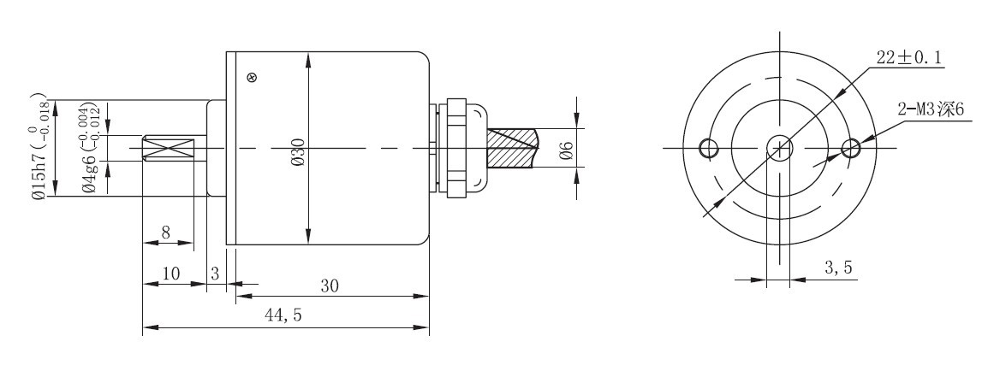 Ø15h7( 0 -0.018)
Ø4g6(-0.004 -0.012)
Ø30
Ø6
8
10
3
30
44,5
22±0.1
2-M3深6
3,5